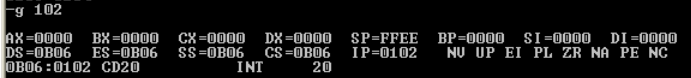 -g 102
AX=0000 BX=0000 CX=0000 DX=0000 SP=FFEE BP=0000 SI=0000 DI=0000
DS=0B06 ES=0B06 SS=0B06 CS=0B06 IP=0102 NV UP EI PL ZR NA PE NC
0B06:0102 CD20 INT 20